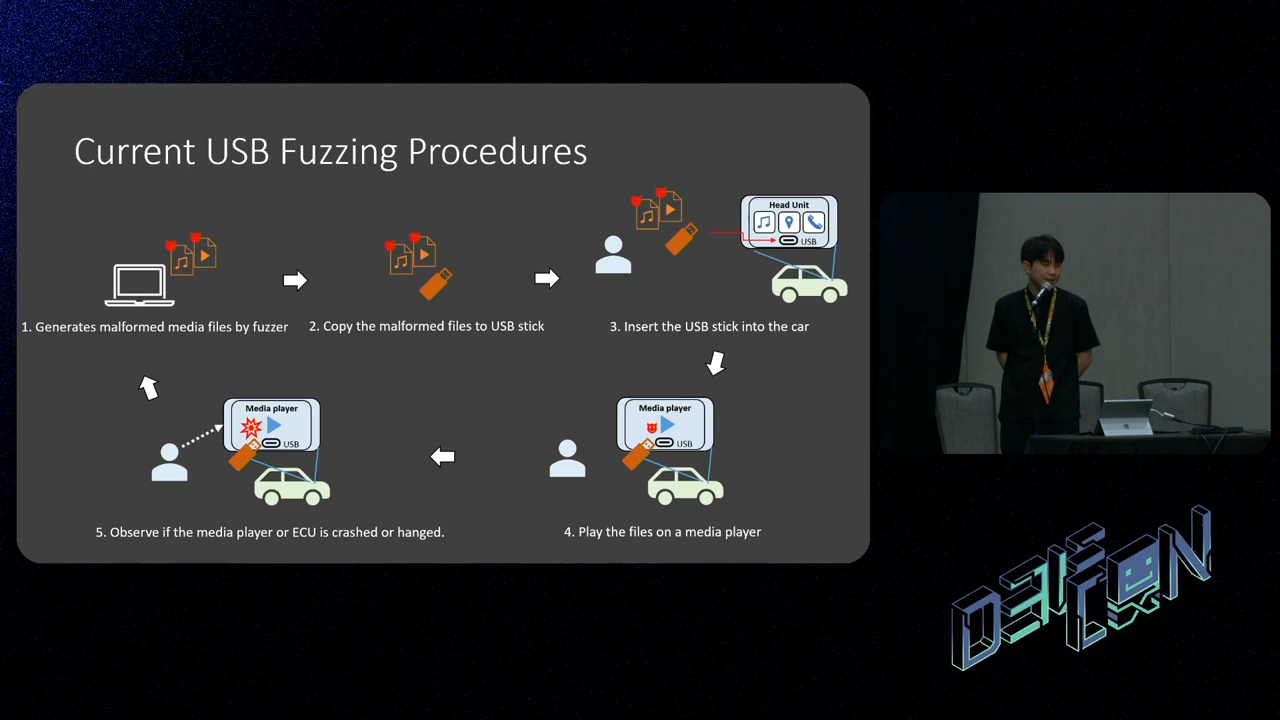 Current USB Fuzzing Procedures
Head Unit
USB
1. Generates malformed media files by fuzzer
2. Copy the malformed files to USB stick
3. Insert the USB stick into the car
Media player
USB
5. Observe if the media player or ECU is crashed or hanged.
Media player
USB
4. Play the files on a media player
DEF CON